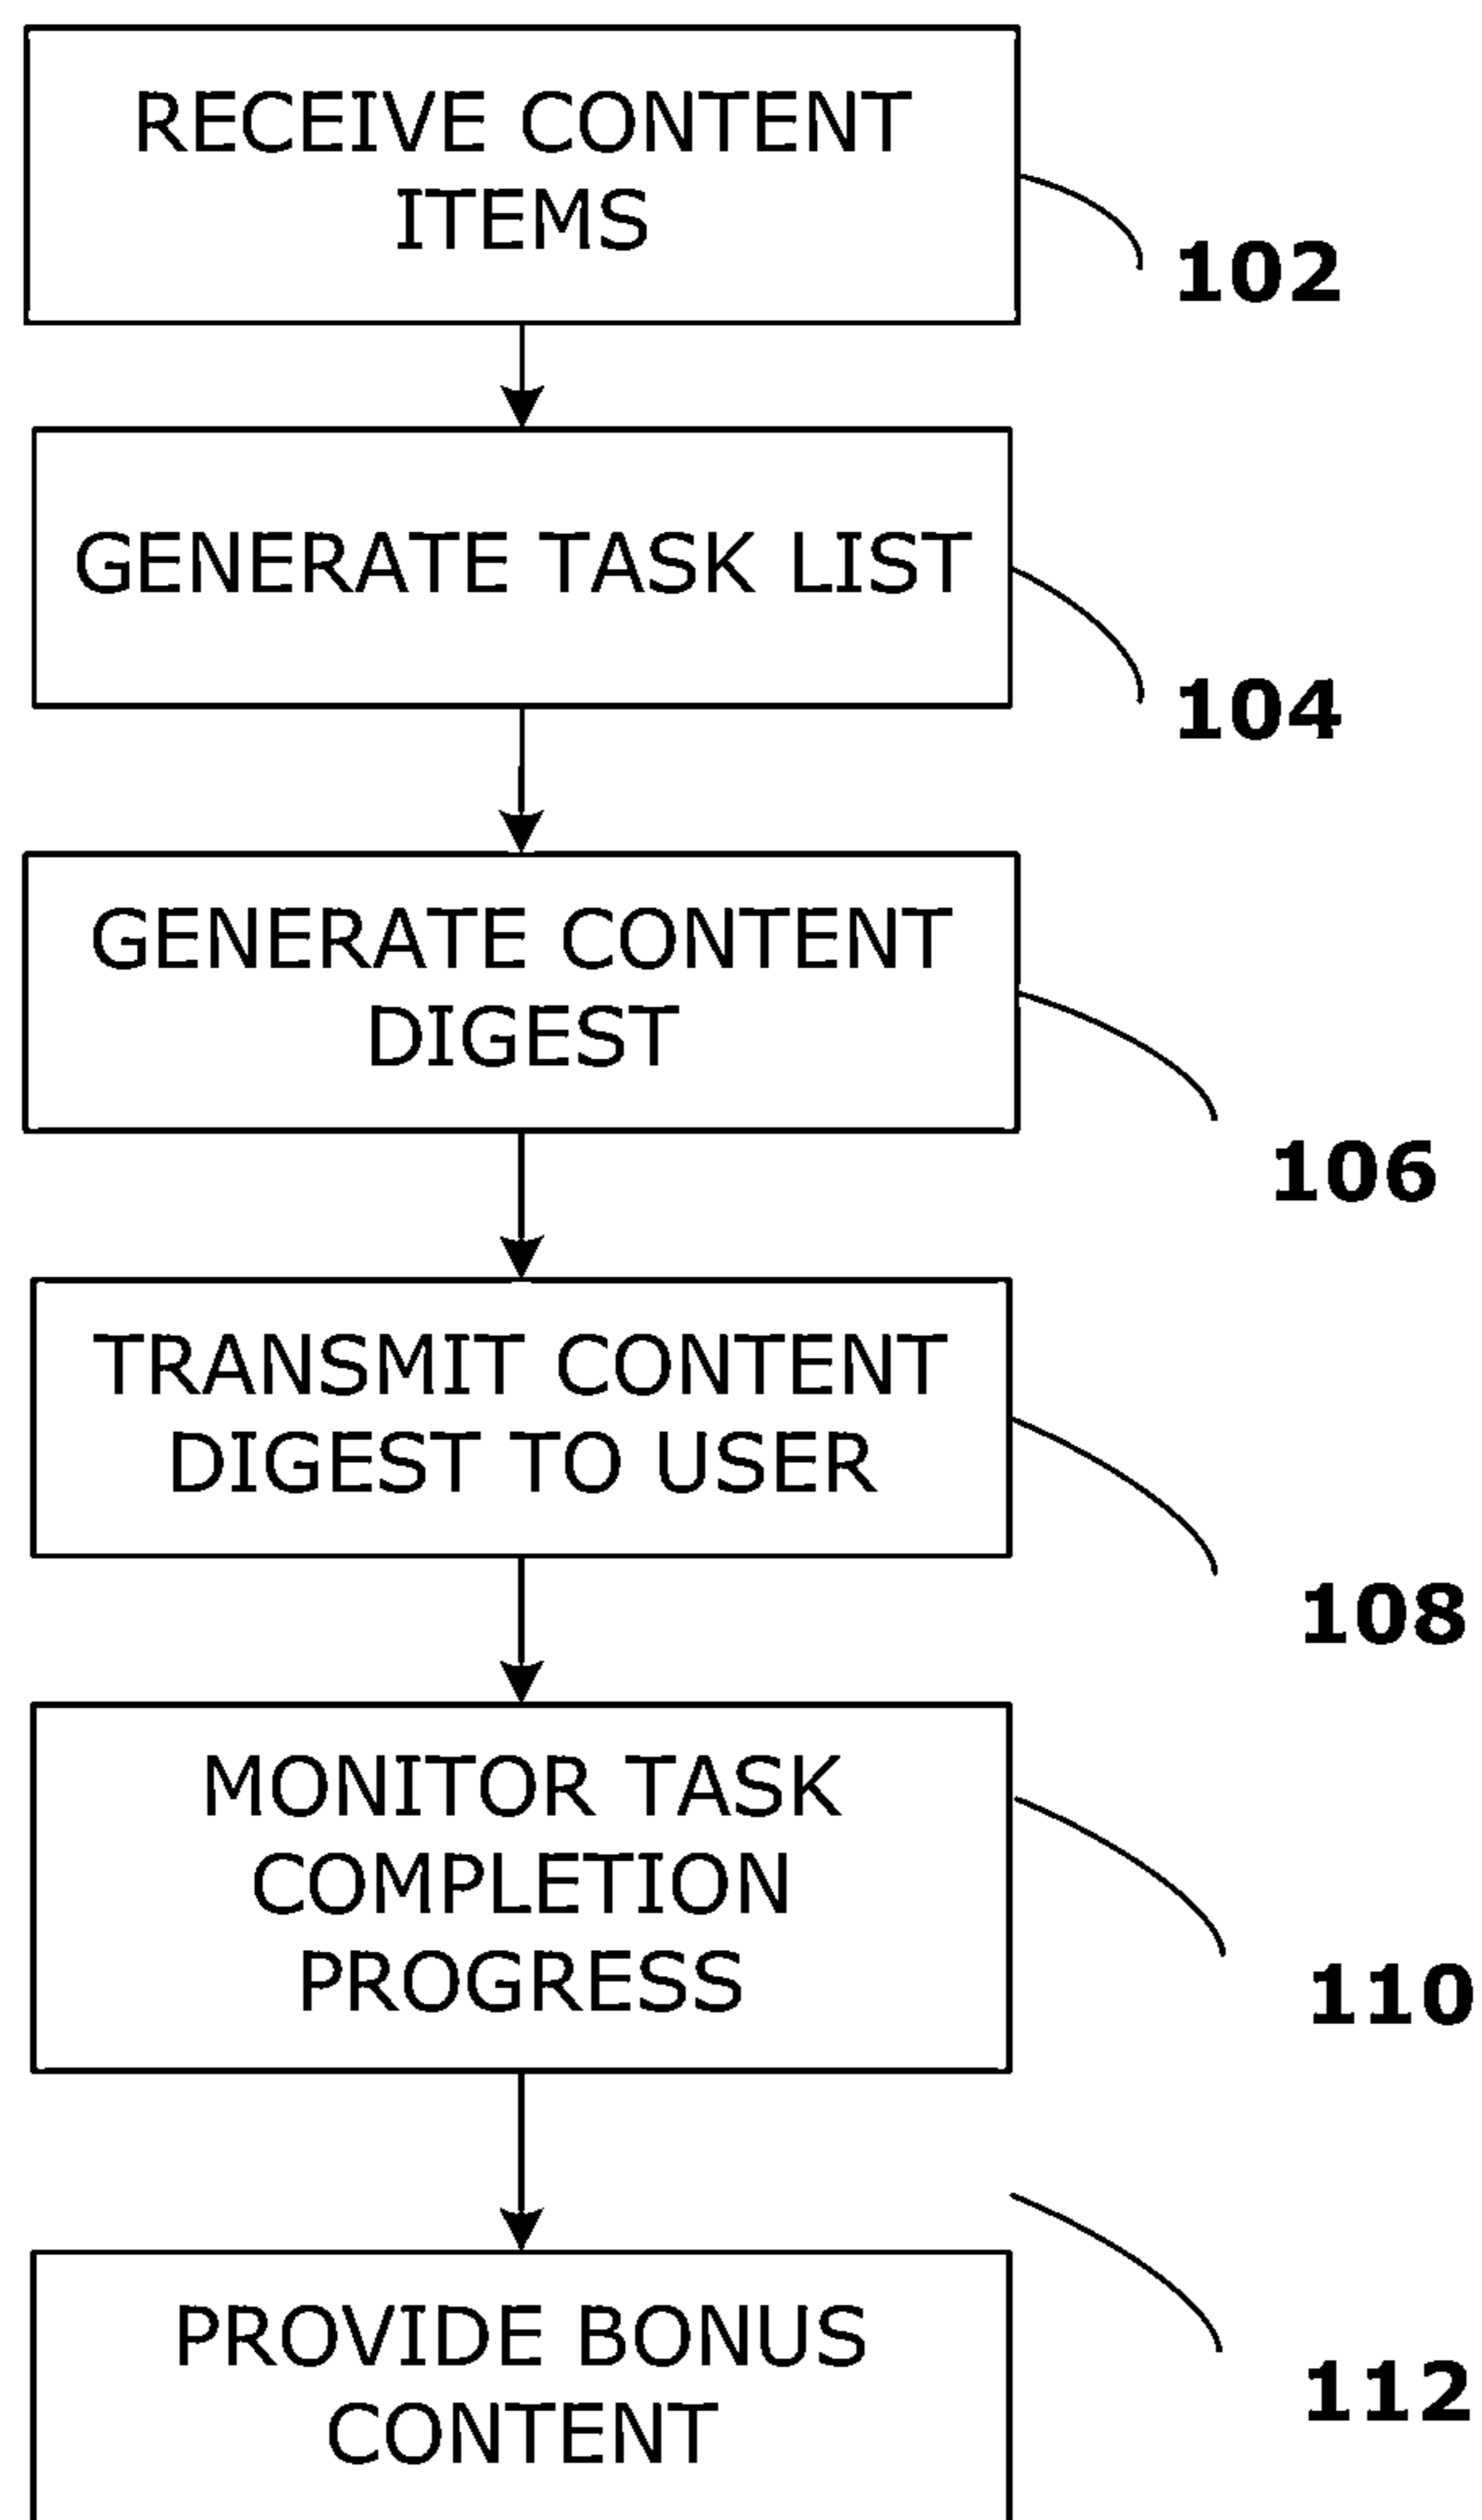 RECEIVE CONTENT
ITEMS
102
GENERATE TASK LIST
104
GENERATE CONTENT
DIGEST
106
TRANSMIT CONTENT
DIGEST TO USER
108
MONITOR TASK
COMPLETION
PROGRESS
110
PROVIDE BONUS
CONTENT
112